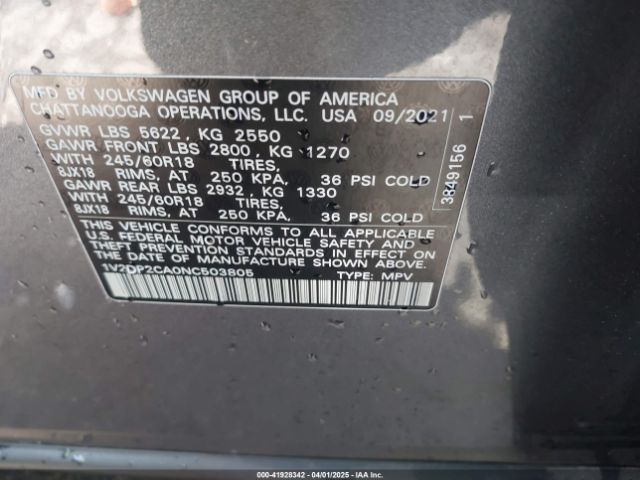 MFD BY VOLKSWAGEN GROUP OF AMERICA
CHATTANOOGA OPERATIONS, LLC. USA 09/2021
GVWR LBS 5622, KG 2550
GAWR FRONT LBS 2800, KG 1270
WITH 245/60R18 TIRES,
8JX18 RIMS, AT 250 KPA, 36 PSI COLD
GAWR REAR LBS 2932, KG 1330
WITH 245/60R18 TIRES,
8JX18 RIMS, AT 250 KPA, 36 PSI COLD
THIS VEHICLE CONFORMS TO ALL APPLICABLE
U.S. FEDERAL MOTOR VEHICLE SAFETY AND
THEFT PREVENTION STANDARDS IN EFFECT ON
THE DATE OF MANUFACTURE SHOWN ABOVE.
1V2DP2CA0NC503805 TYPE: MPV
3849156 1
000-41928342 04/01/2025 IAAI, Inc.